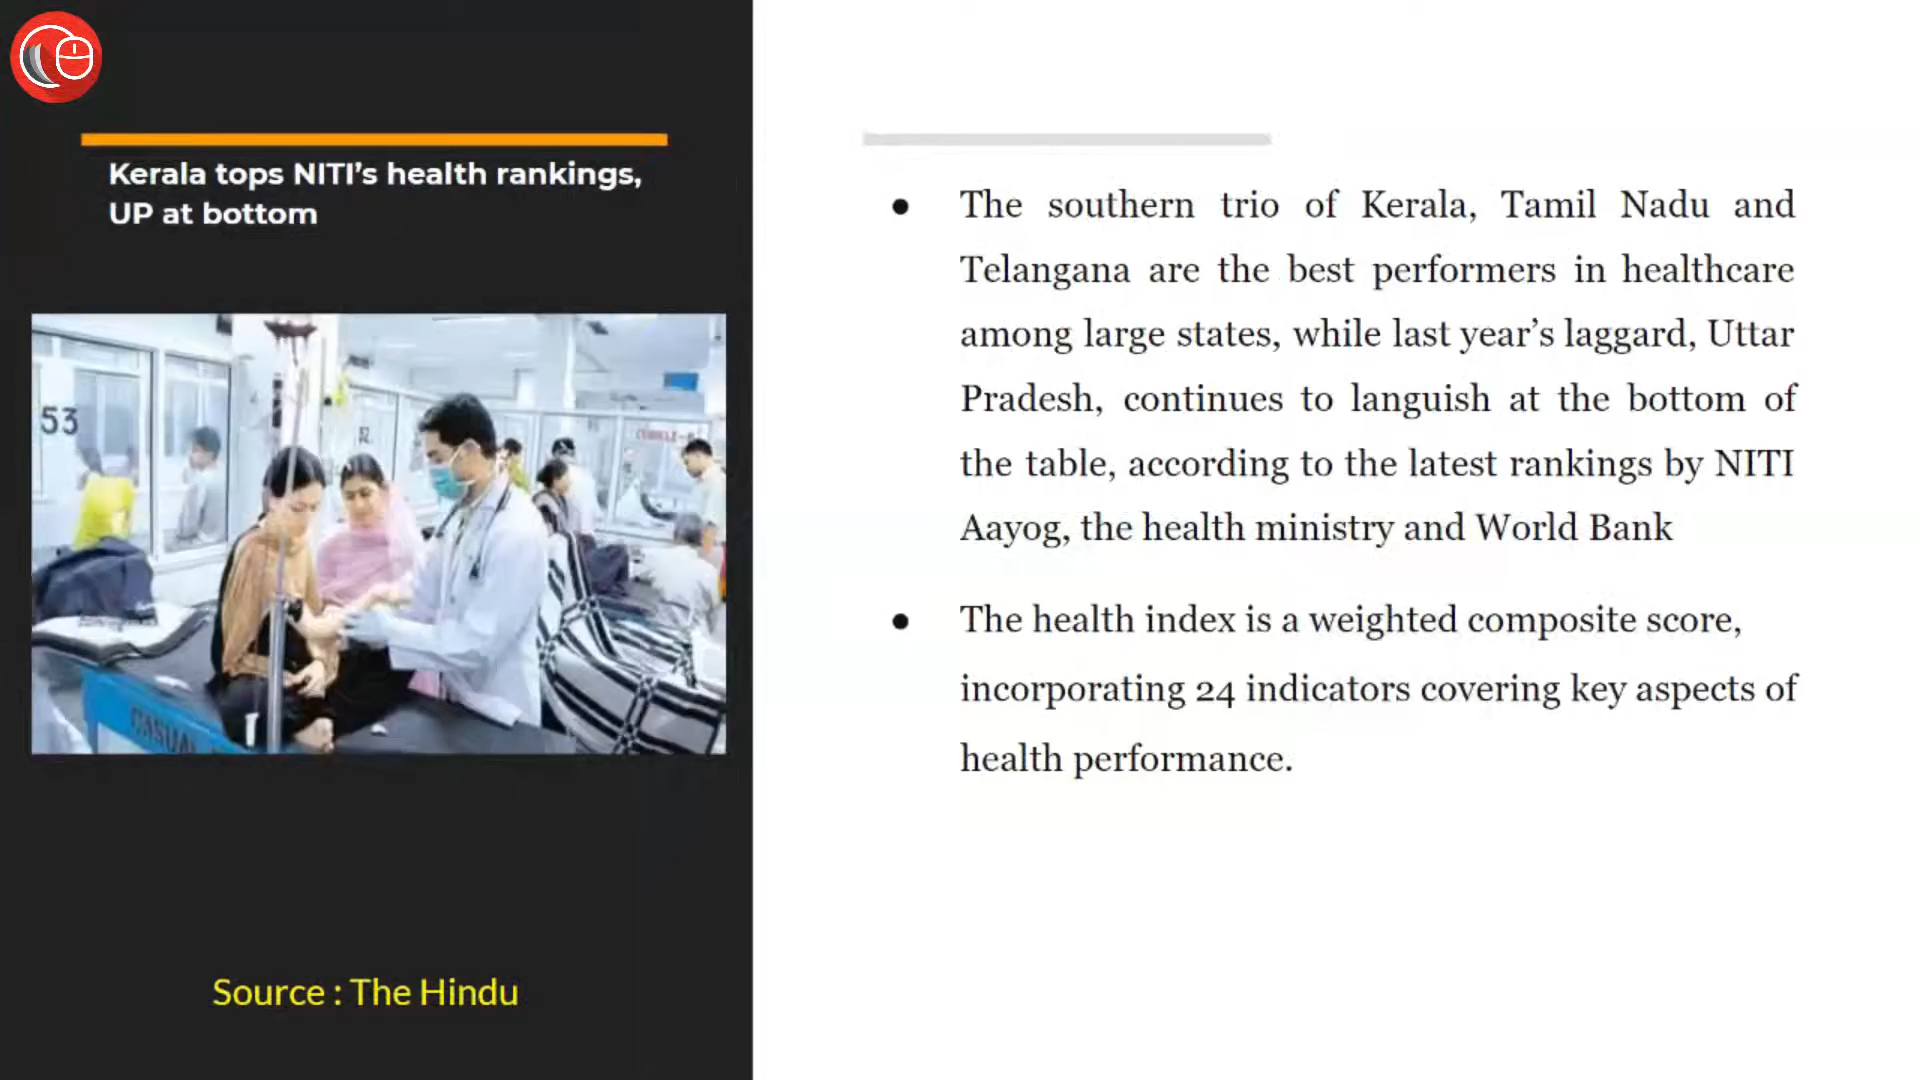 Kerala tops NITI’s health rankings,
UP at bottom
53
52
CASUAL
Source : The Hindu
● The southern trio of Kerala, Tamil Nadu and
Telangana are the best performers in healthcare
among large states, while last year’s laggard, Uttar
Pradesh, continues to languish at the bottom of
the table, according to the latest rankings by NITI
Aayog, the health ministry and World Bank
● The health index is a weighted composite score,
incorporating 24 indicators covering key aspects of
health performance.